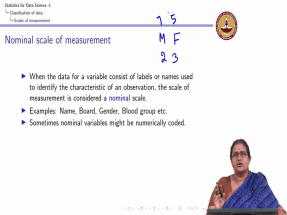 Statistics for Data Science -1
Classification of data
Scales of measurement
1 5
M F
2 3
Nominal scale of measurement
When the data for a variable consist of labels or names used
to identify the characteristic of an observation, the scale of
measurement is considered a nominal scale.
Examples: Name, Board, Gender, Blood group etc.
Sometimes nominal variables might be numerically coded.